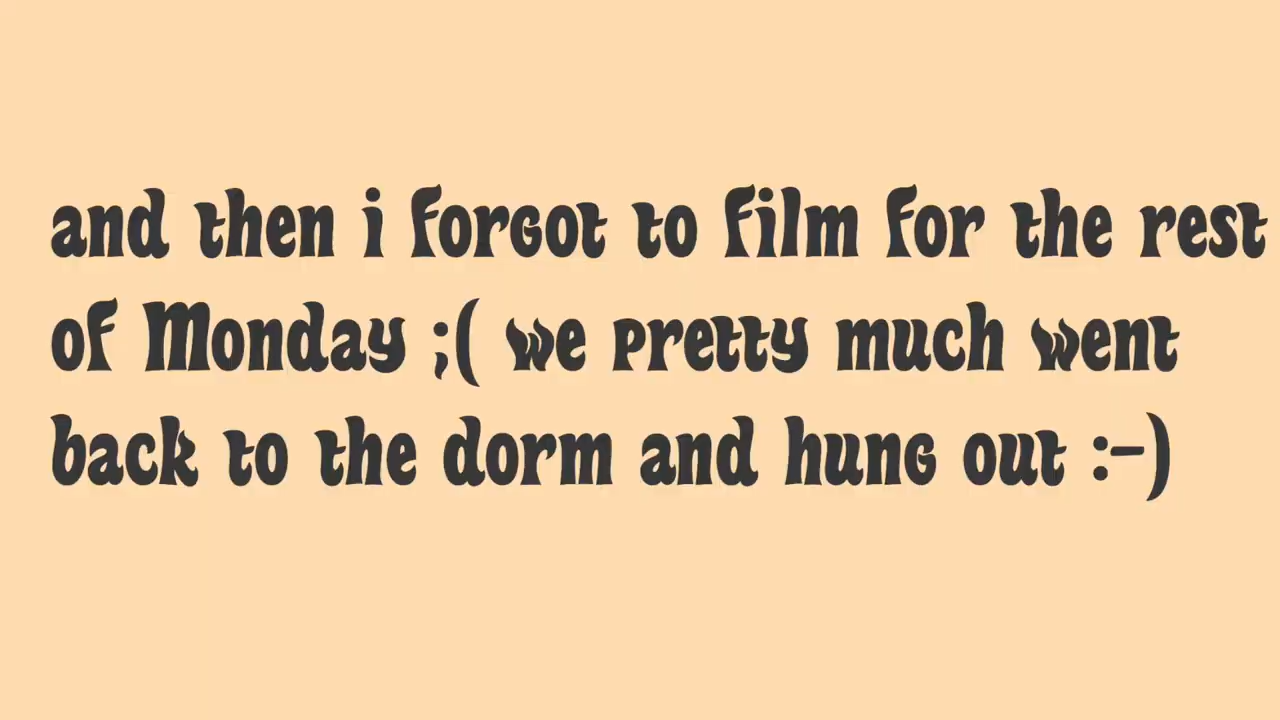 and then i forgot to film for the rest
of Monday ;( we pretty much went
back to the dorm and hung out :-)